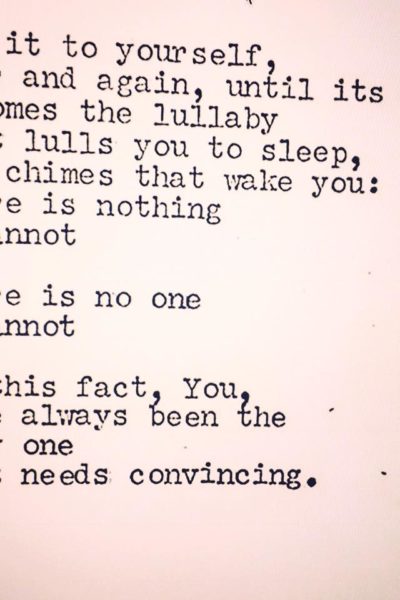 it to yourself,
and again, until its
omes the lullaby
lulls you to sleep,
chimes that wake you:
e is nothing
nnot
e is no one
nnot
his fact, You,
always been the
one
needs convincing.